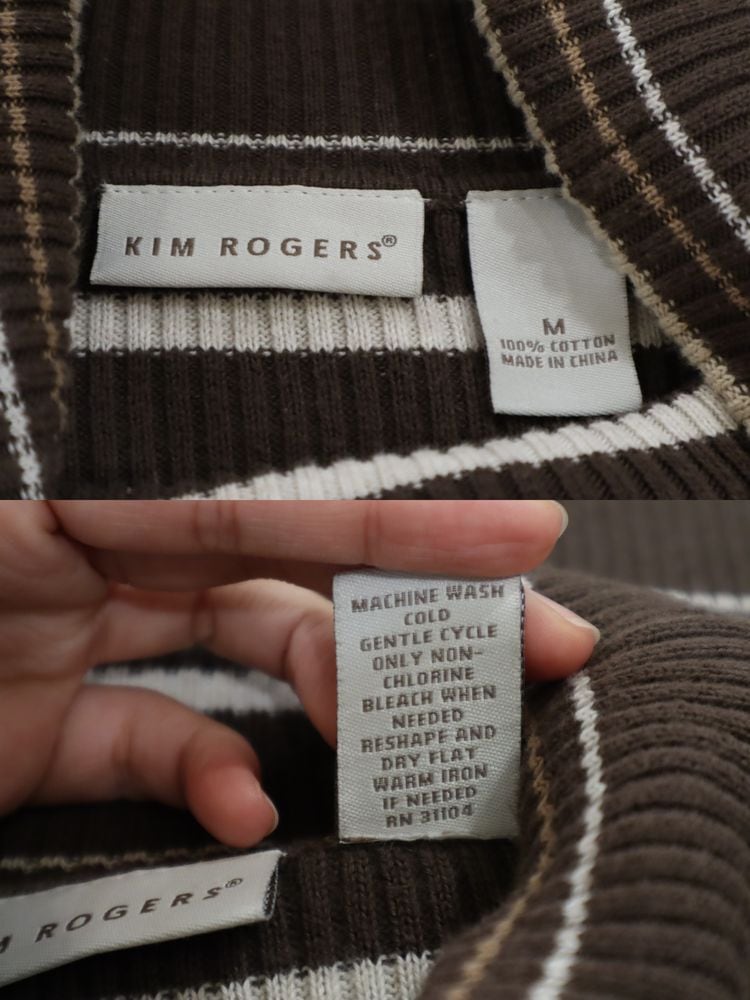 KIM ROGERS®
M
100% COTTON
MADE IN CHINA
MACHINE WASH
COLD
GENTLE CYCLE
ONLY NON-
CHLORINE
BLEACH WHEN
NEEDED
RESHAPE AND
DRY FLAT
WARM IRON
IF NEEDED
RN 31104
M ROGERS®